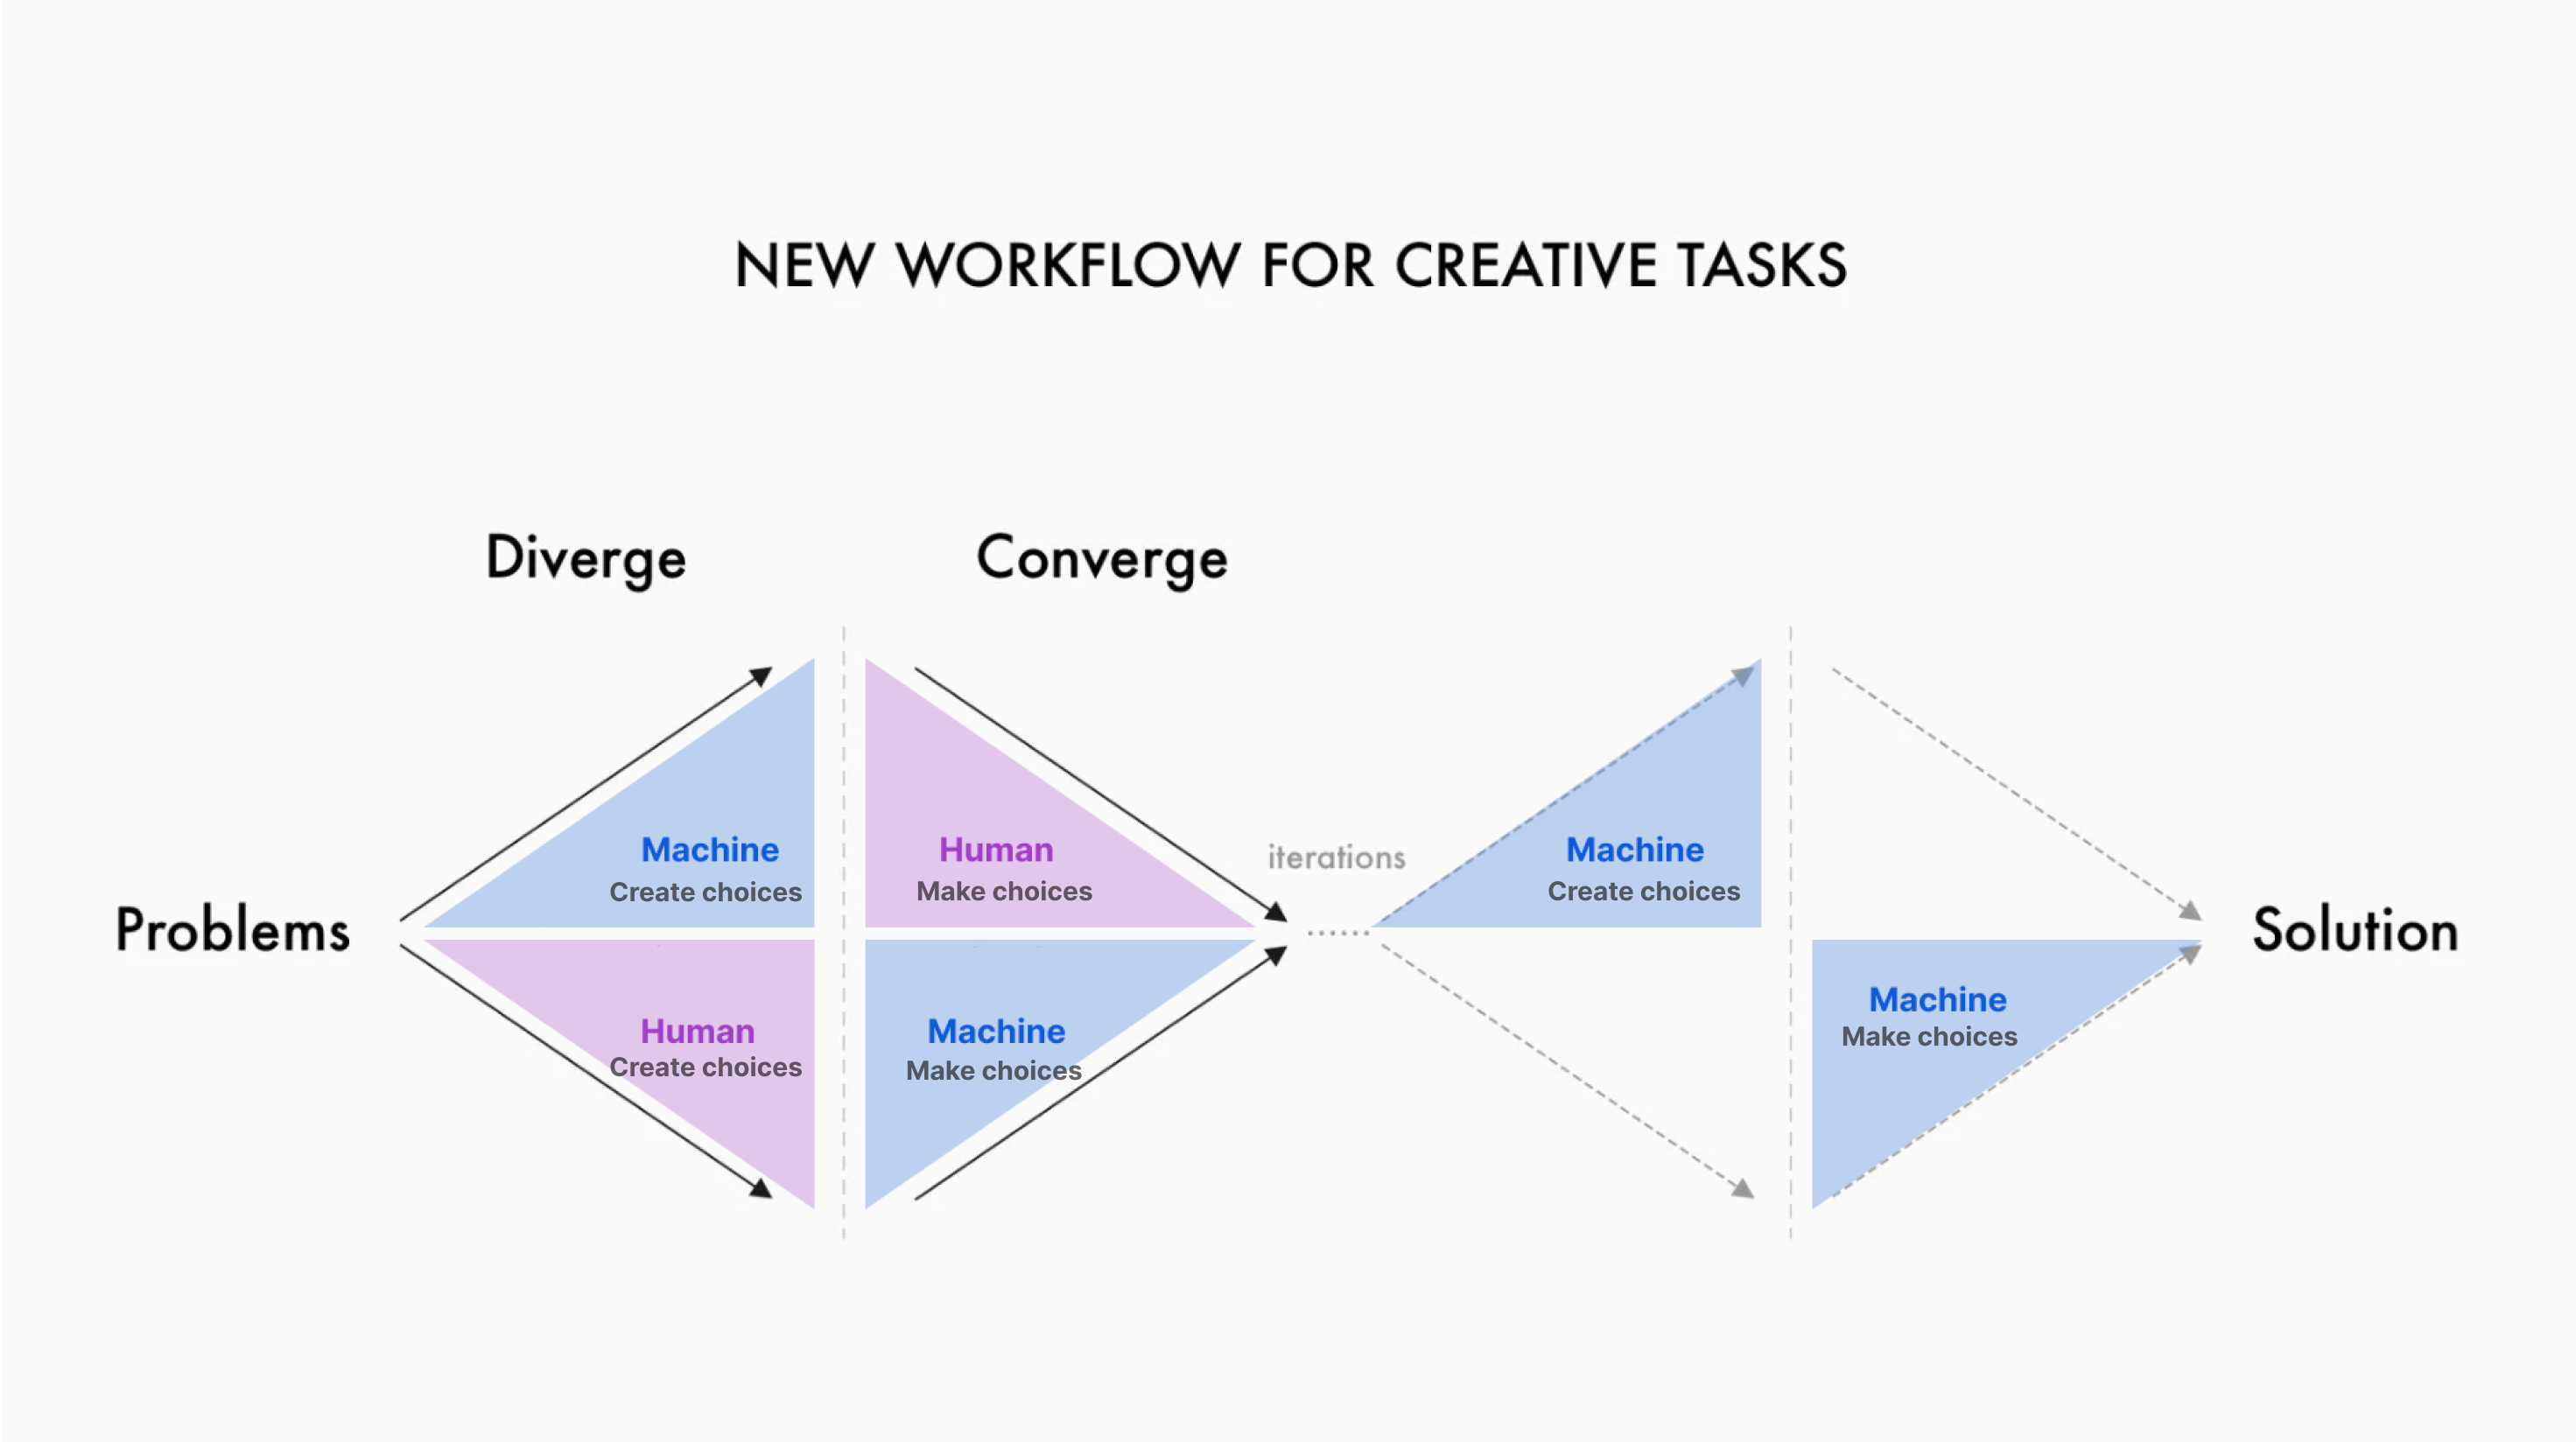 NEW WORKFLOW FOR CREATIVE TASKS
Diverge
Converge
Problems
Machine
Create choices
Human
Create choices
Human
Make choices
Machine
Make choices
iterations
Machine
Create choices
Machine
Make choices
Solution